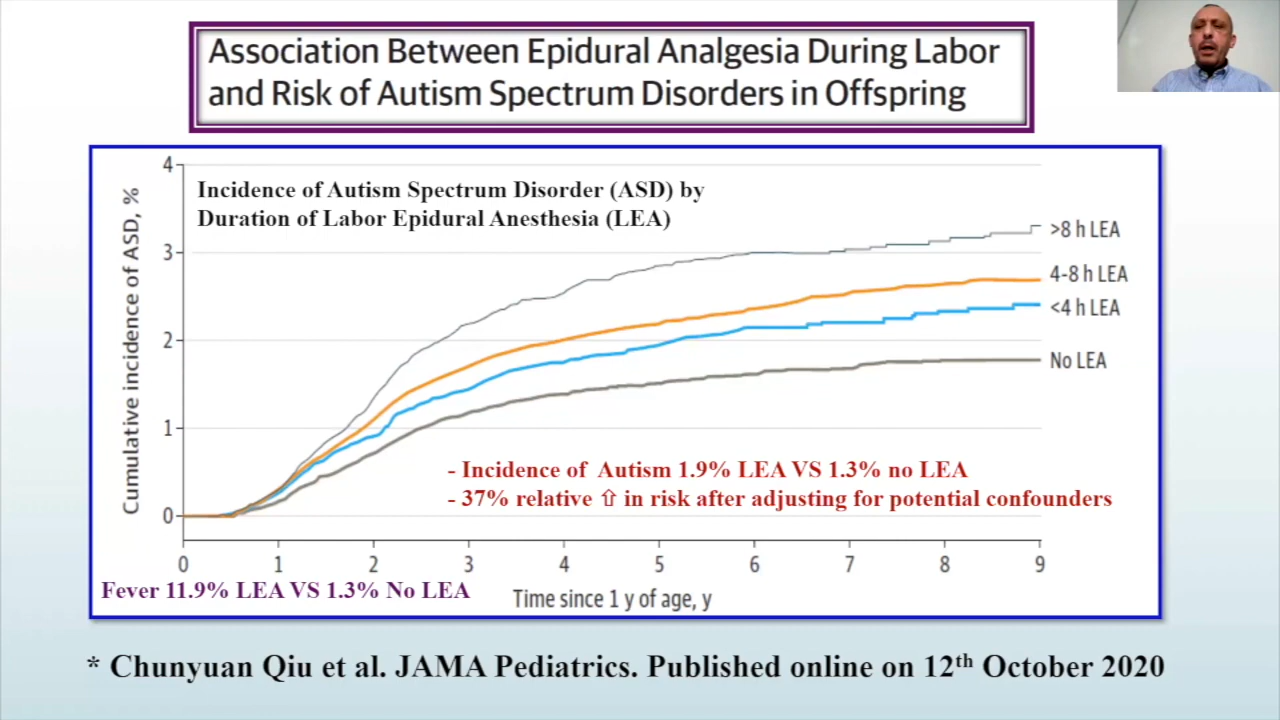 Association Between Epidural Analgesia During Labor
and Risk of Autism Spectrum Disorders in Offspring
Incidence of Autism Spectrum Disorder (ASD) by
Duration of Labor Epidural Anesthesia (LEA)
Cumulative incidence of ASD, %
4
3
2
1
0
>8 h LEA
4-8 h LEA
<4 h LEA
No LEA
- Incidence of Autism 1.9% LEA VS 1.3% no LEA
- 37% relative ⇧ in risk after adjusting for potential confounders
0 1 2 3 4 5 6 7 8 9
Fever 11.9% LEA VS 1.3% No LEA
Time since 1 y of age, y
* Chunyuan Qiu et al. JAMA Pediatrics. Published online on 12th October 2020